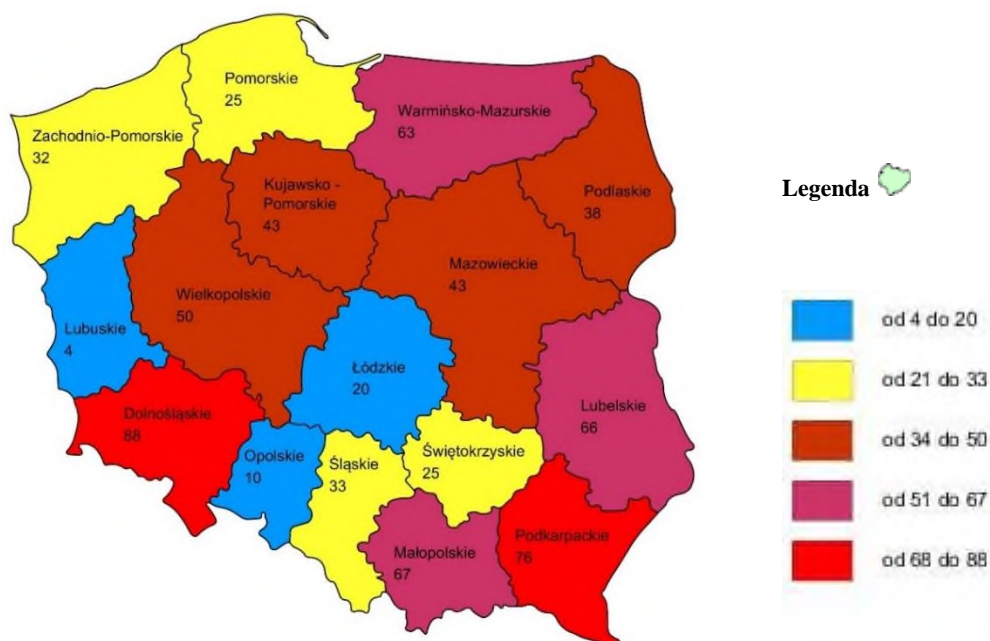 Pomorskie
25
Warmińsko-Mazurskie
63
Zachodnio-Pomorskie
32
Kujawsko -
Pomorskie
43
Podlaskie
38
Mazowieckie
43
Wielkopolskie
50
Lubuskie
4
Łódzkie
20
Lubelskie
66
Dolnośląskie
88
Opolskie
10
Śląskie
33
Świętokrzyskie
25
Małopolskie
67
Podkarpackie
76
Legenda
od 4 do 20
od 21 do 33
od 34 do 50
od 51 do 67
od 68 do 88